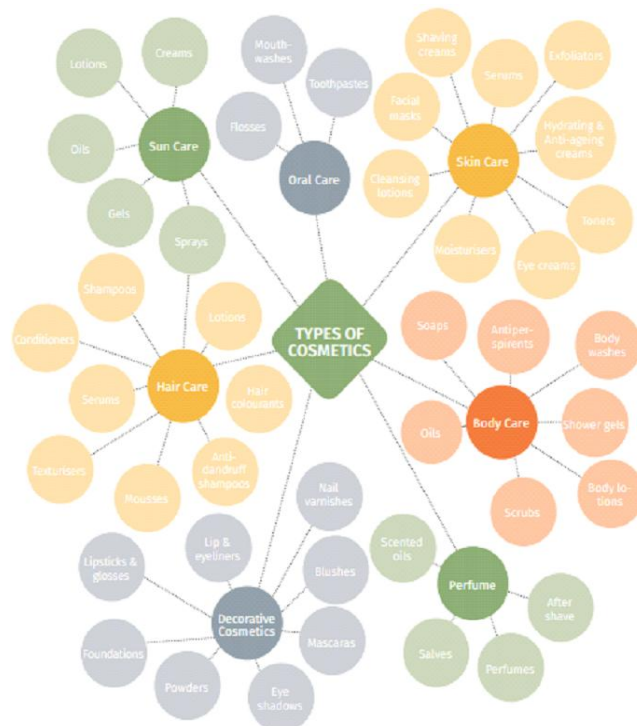 TYPES OF
COSMETICS
Sun Care
Lotions
Creams
Oils
Gels
Sprays
Oral Care
Mouth-
washes
Toothpastes
Flosses
Skin Care
Shaving
creams
Serums
Exfoliators
Facial
masks
Hydrating &
Anti-ageing
creams
Cleansing
lotions
Toners
Moisturisers
Eye creams
Hair Care
Shampoos
Lotions
Conditioners
Hair
colourants
Serums
Texturisers
Anti-
dandruff
shampoos
Mousses
Body Care
Soaps
Antiper-
spirents
Body
washes
Oils
Shower gels
Body lo-
tions
Scrubs
Decorative
Cosmetics
Nail
varnishes
Lip &
eyeliners
Lipsticks &
glosses
Blushes
Foundations
Mascaras
Powders
Eye
shadows
Perfume
Scented
oils
After
shave
Salves
Perfumes